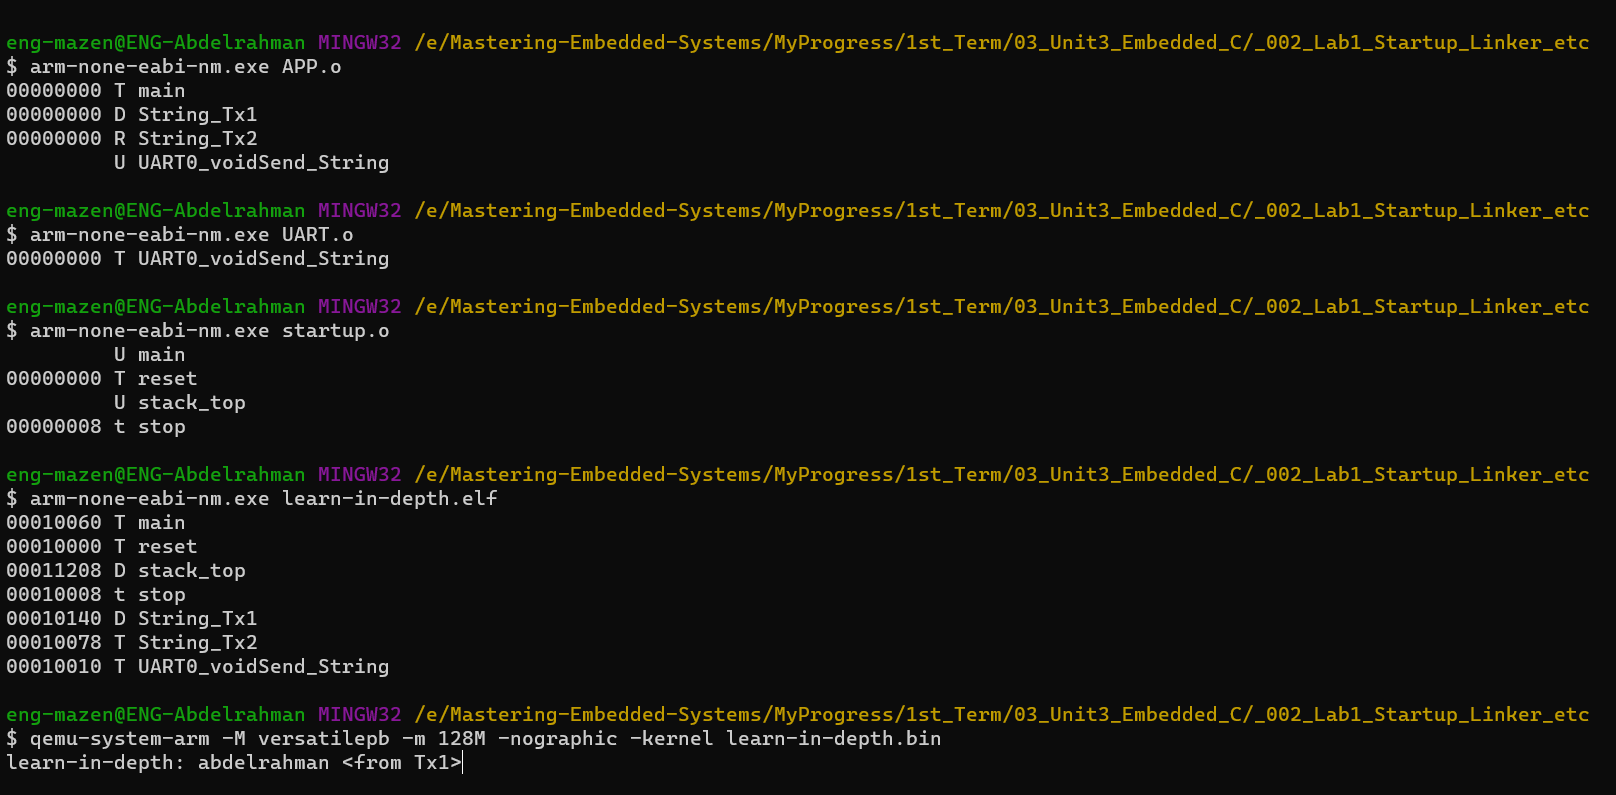 eng-mazen@ENG-Abdelrahman MINGW32 /e/Mastering-Embedded-Systems/MyProgress/1st_Term/03_Unit3_Embedded_C/_002_Lab1_Startup_Linker_etc
$ arm-none-eabi-nm.exe APP.o
00000000 T main
00000000 D String_Tx1
00000000 R String_Tx2
         U UART0_voidSend_String

eng-mazen@ENG-Abdelrahman MINGW32 /e/Mastering-Embedded-Systems/MyProgress/1st_Term/03_Unit3_Embedded_C/_002_Lab1_Startup_Linker_etc
$ arm-none-eabi-nm.exe UART.o
00000000 T UART0_voidSend_String

eng-mazen@ENG-Abdelrahman MINGW32 /e/Mastering-Embedded-Systems/MyProgress/1st_Term/03_Unit3_Embedded_C/_002_Lab1_Startup_Linker_etc
$ arm-none-eabi-nm.exe startup.o
         U main
00000000 T reset
         U stack_top
00000008 t stop

eng-mazen@ENG-Abdelrahman MINGW32 /e/Mastering-Embedded-Systems/MyProgress/1st_Term/03_Unit3_Embedded_C/_002_Lab1_Startup_Linker_etc
$ arm-none-eabi-nm.exe learn-in-depth.elf
00010060 T main
00010000 T reset
00011208 D stack_top
00010008 t stop
00010140 D String_Tx1
00010078 T String_Tx2
00010010 T UART0_voidSend_String

eng-mazen@ENG-Abdelrahman MINGW32 /e/Mastering-Embedded-Systems/MyProgress/1st_Term/03_Unit3_Embedded_C/_002_Lab1_Startup_Linker_etc
$ qemu-system-arm -M versatilepb -m 128M -nographic -kernel learn-in-depth.bin
learn-in-depth: abdelrahman <from Tx1>